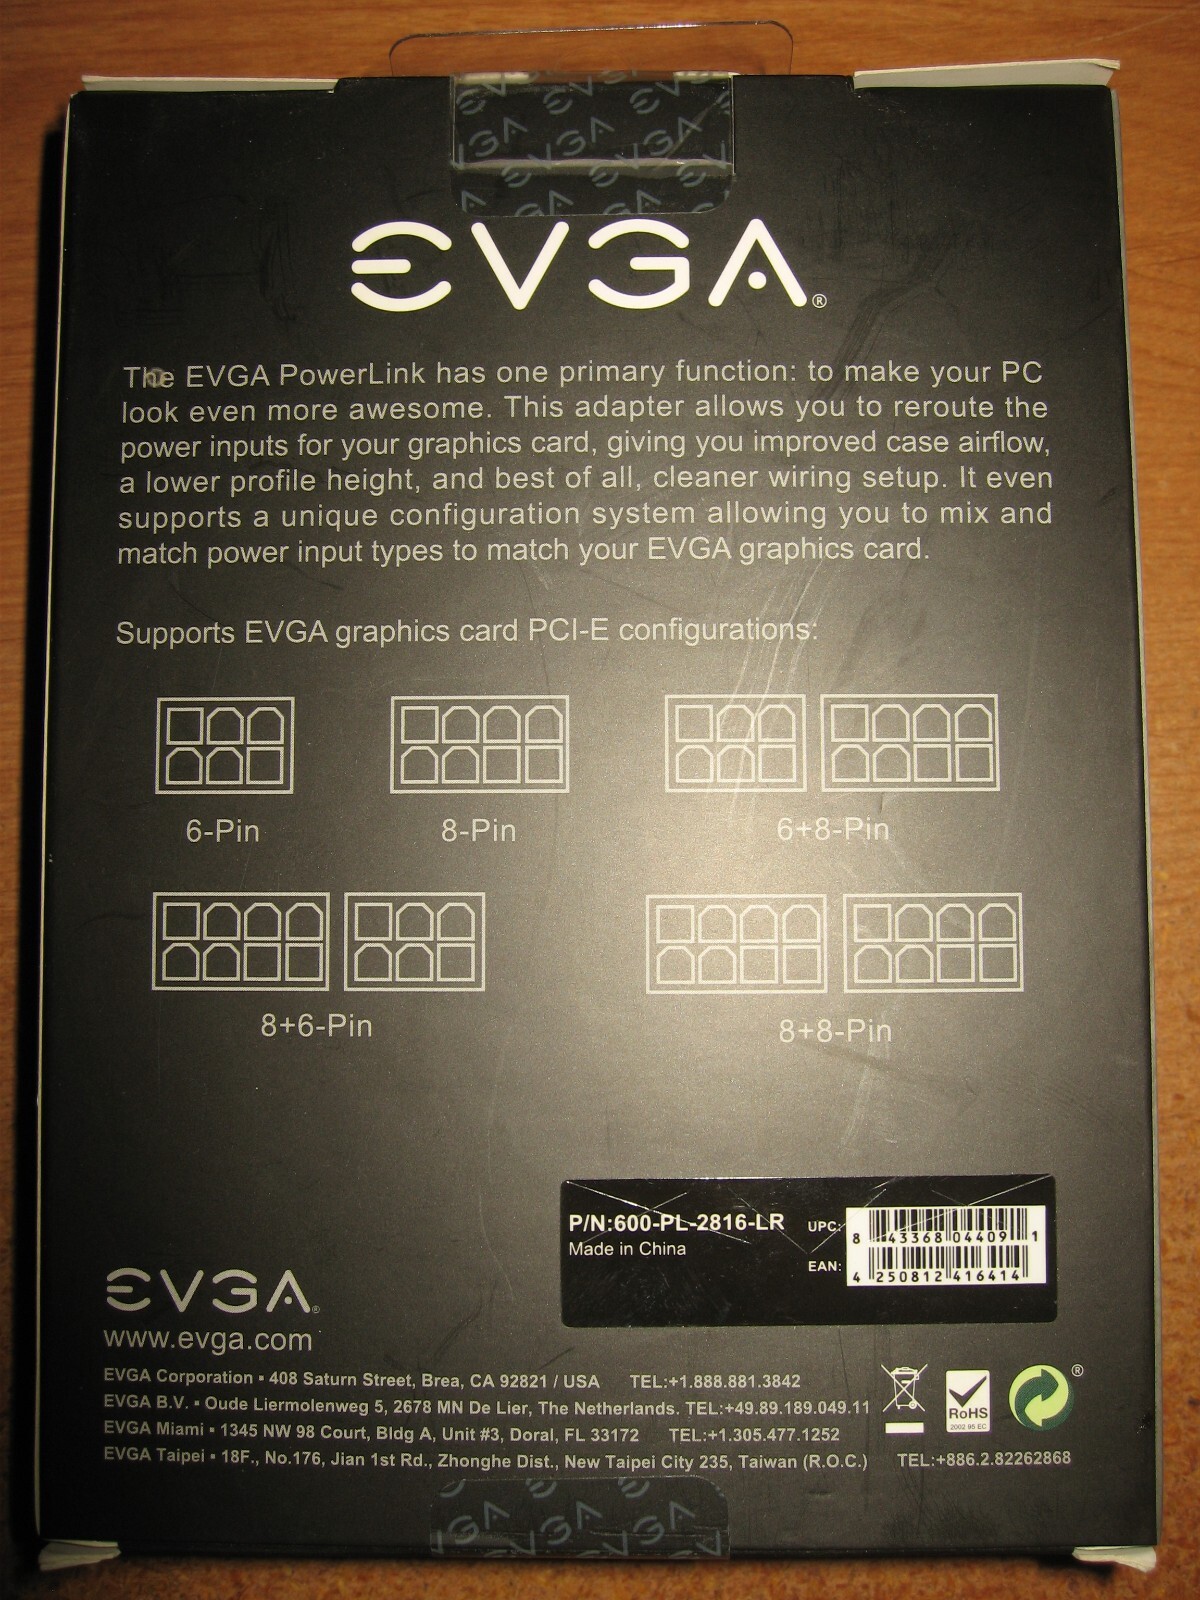 EVGA EVGA EVGA
EVGA®
The EVGA PowerLink has one primary function: to make your PC
look even more awesome. This adapter allows you to reroute the
power inputs for your graphics card, giving you improved case airflow,
a lower profile height, and best of all, cleaner wiring setup. It even
supports a unique configuration system allowing you to mix and
match power input types to match your EVGA graphics card.
Supports EVGA graphics card PCI-E configurations:
6-Pin
8-Pin
6+8-Pin
8+6-Pin
8+8-Pin
P/N:600-PL-2816-LR
Made in China
UPC:
8 43368 04409 1
EAN:
4 250812 416414
EVGA®
www.evga.com
EVGA Corporation ▪ 408 Saturn Street, Brea, CA 92821 / USA TEL:+1.888.881.3842
EVGA B.V. ▪ Oude Liermolenweg 5, 2678 MN De Lier, The Netherlands. TEL:+49.89.189.049.11
EVGA Miami ▪ 1345 NW 98 Court, Bldg A, Unit #3, Doral, FL 33172 TEL:+1.305.477.1252
EVGA Taipei ▪ 18F., No.176, Jian 1st Rd., Zhonghe Dist., New Taipei City 235, Taiwan (R.O.C.) TEL:+886.2.82262868
RoHS
2002.95 EC
®
EVGA EVGA EVGA